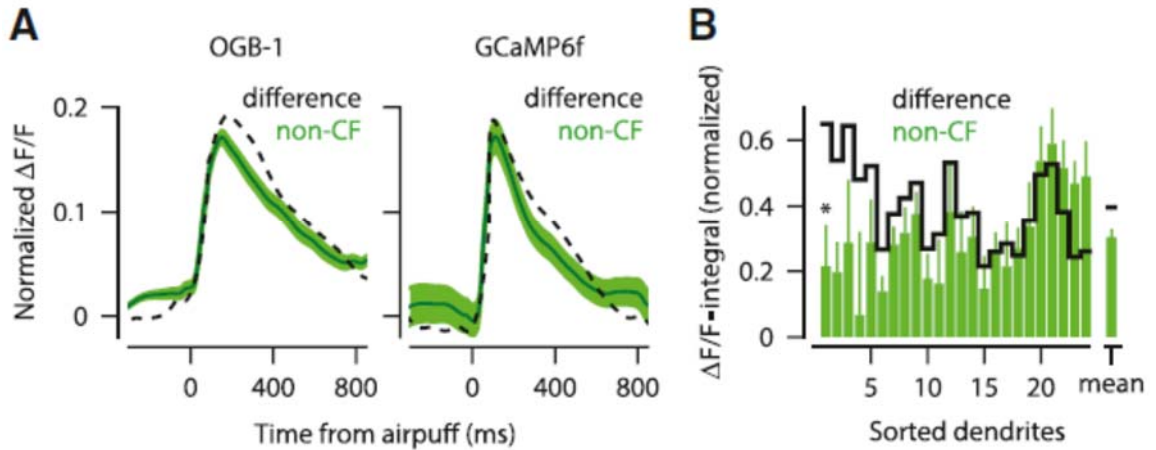 A
OGB-1
GCaMP6f
difference
non-CF
difference
non-CF
0.2
0.1
0
Normalized ΔF/F
0 400 800
0 400 800
Time from airpuff (ms)
B
difference
non-CF
ΔF/F-integral (normalized)
0.6
0.4
0.2
0
*
5 10 15 20 mean
Sorted dendrites